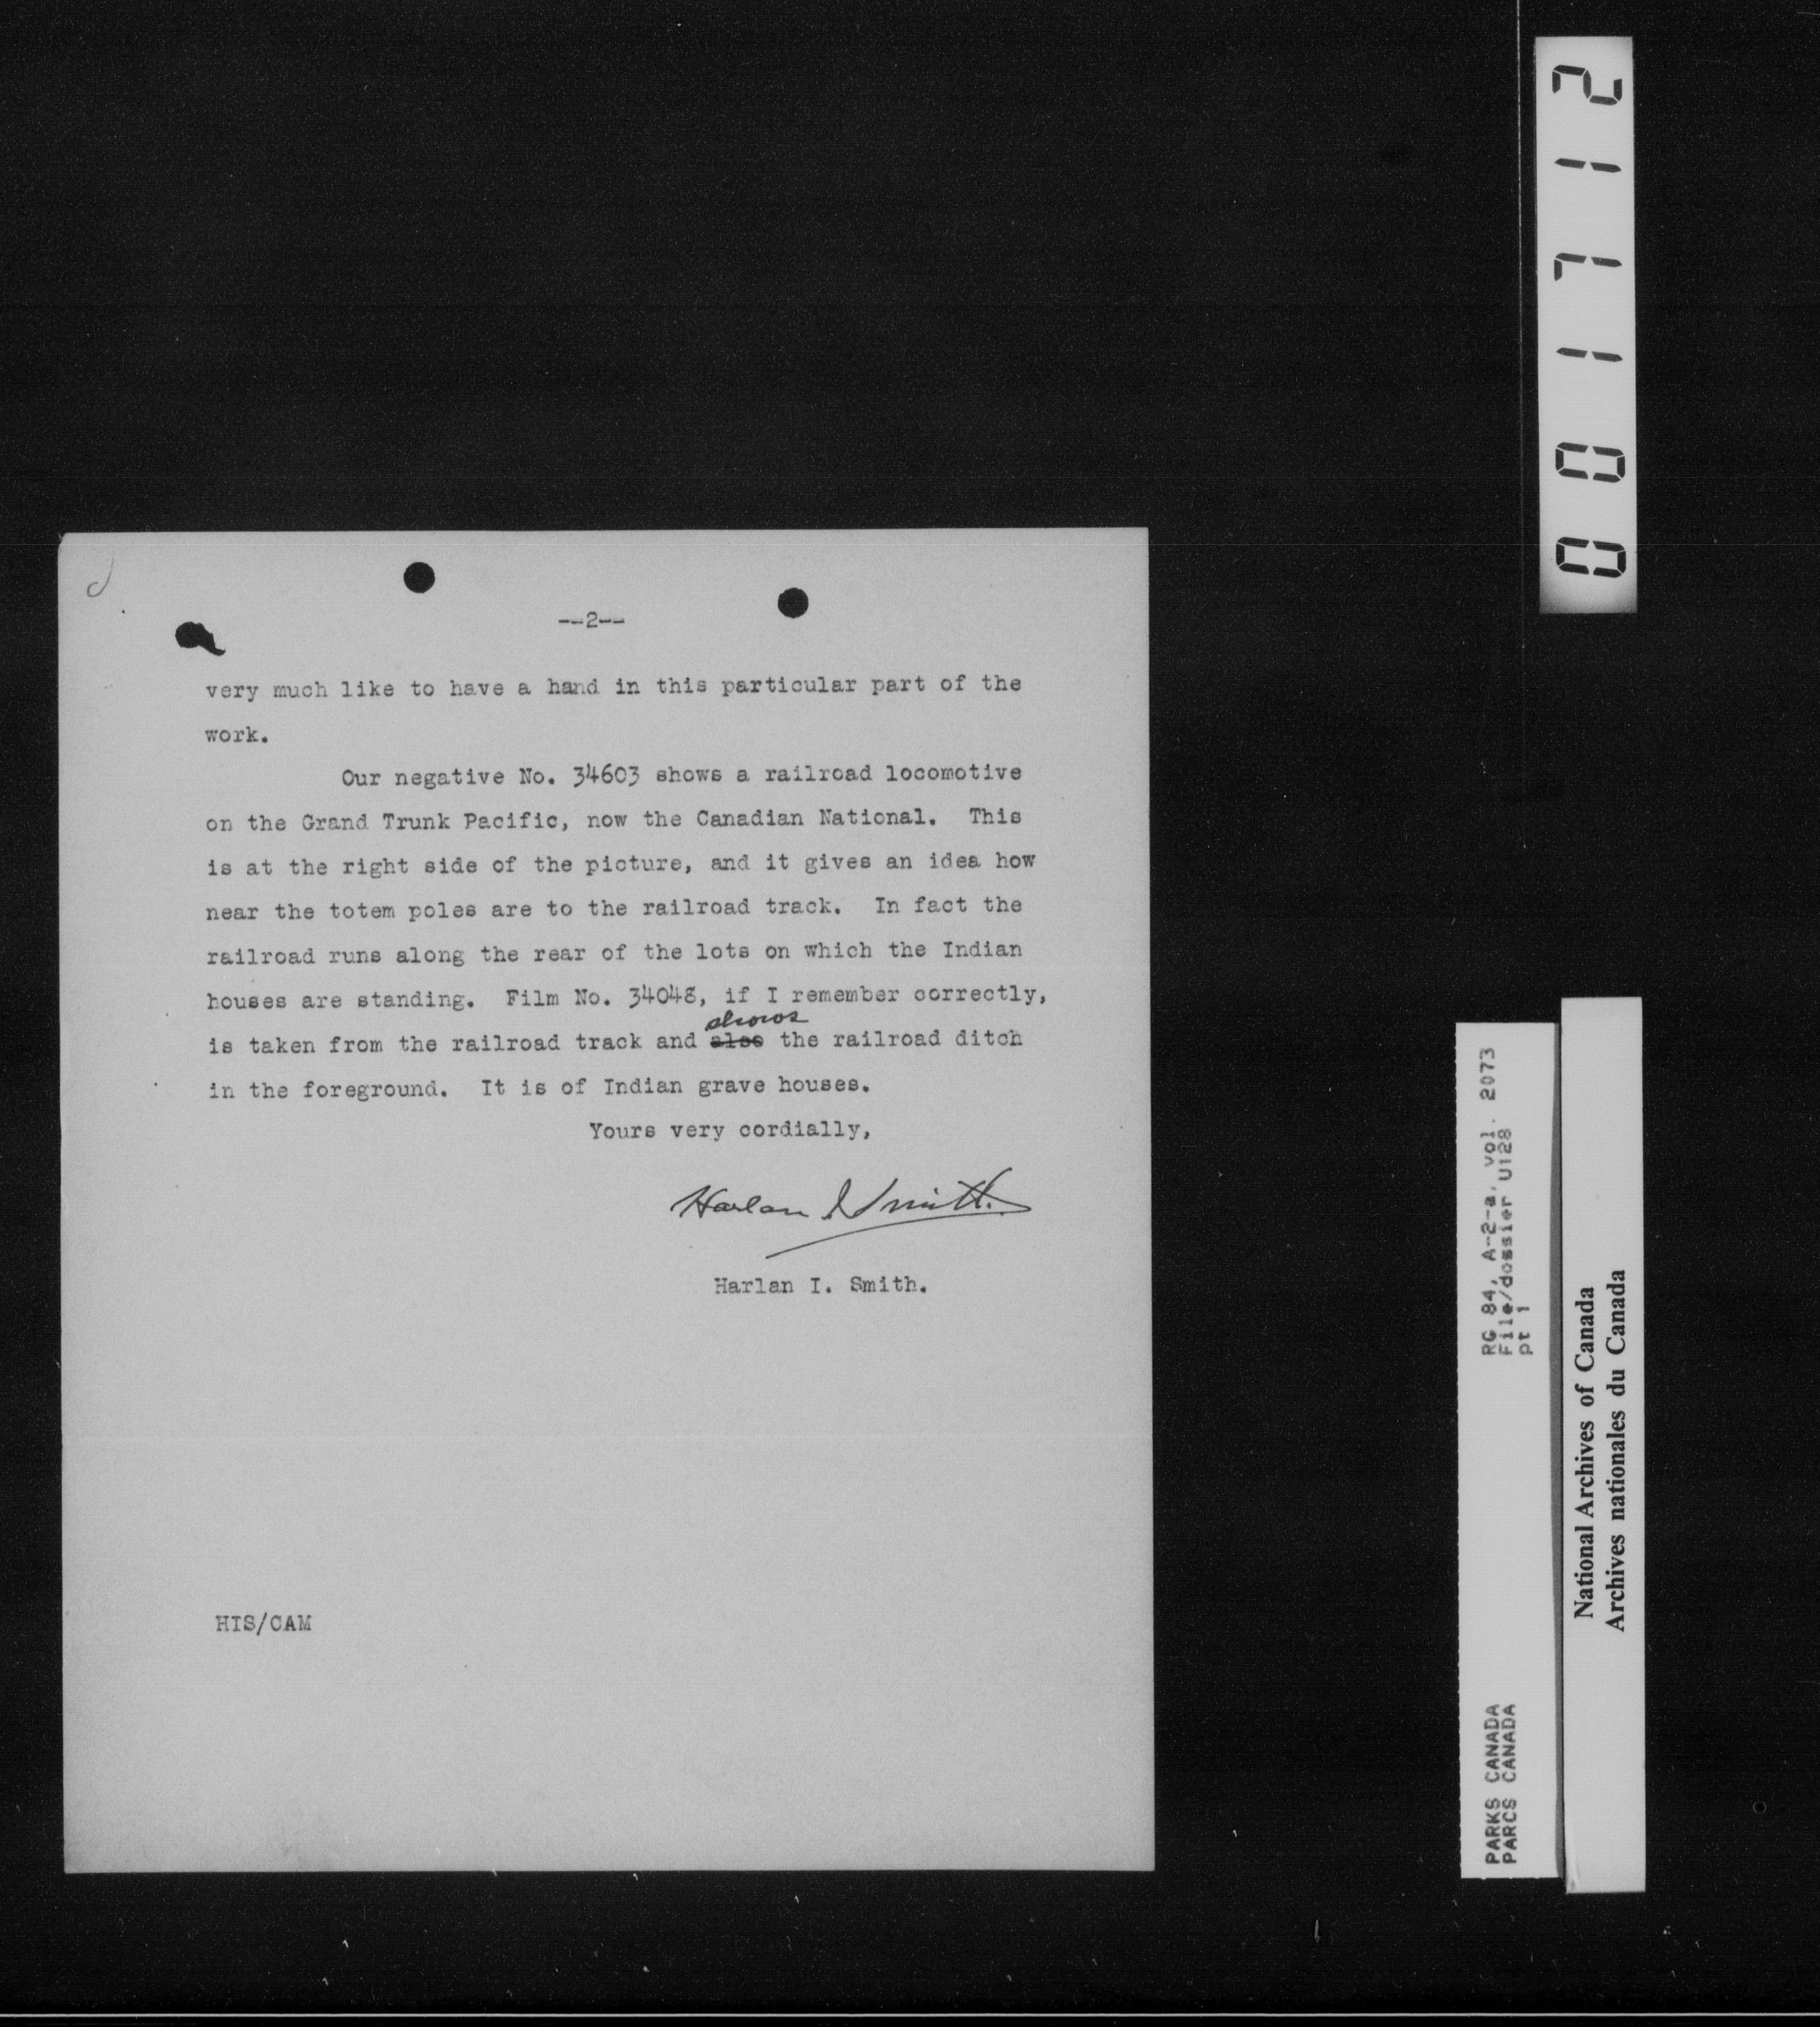 --2--
very much like to have a hand in this particular part of the
work.
Our negative No. 34603 shows a railroad locomotive
on the Grand Trunk Pacific, now the Canadian National. This
is at the right side of the picture, and it gives an idea how
near the totem poles are to the railroad track. In fact the
railroad runs along the rear of the lots on which the Indian
houses are standing. Film No. 34048, if I remember correctly,
shows
is taken from the railroad track and also the railroad ditch
in the foreground. It is of Indian grave houses.
Yours very cordially,
Harlan I Smith.
Harlan I. Smith.
HIS/CAM
001712
RG 84, A-2-a, vol. 2073
File/dossier U128
pt 1
PARKS CANADA
PARCS CANADA
National Archives of Canada
Archives nationales du Canada